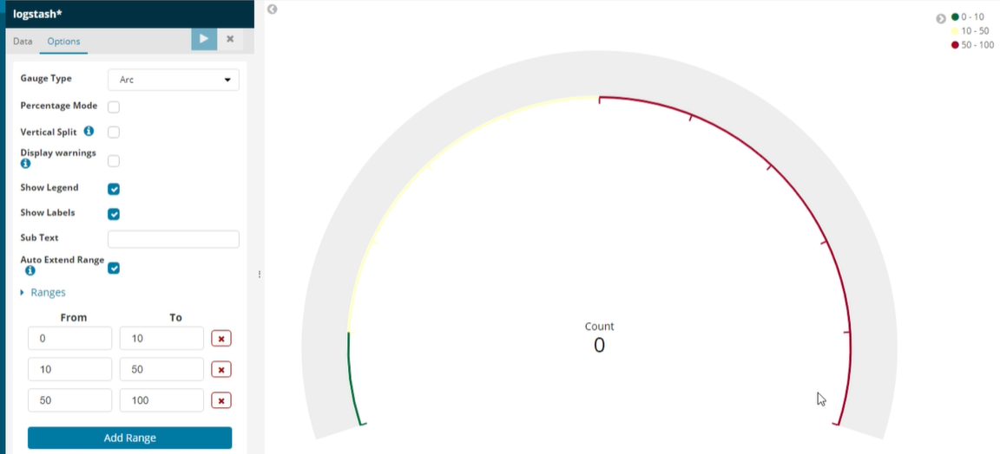 logstash*
Data Options
Gauge Type Arc
Percentage Mode
Vertical Split
Display warnings
Show Legend
Show Labels
Sub Text
Auto Extend Range
Ranges
From To
0 10
10 50
50 100
Add Range
Count
0
0 - 10
10 - 50
50 - 100